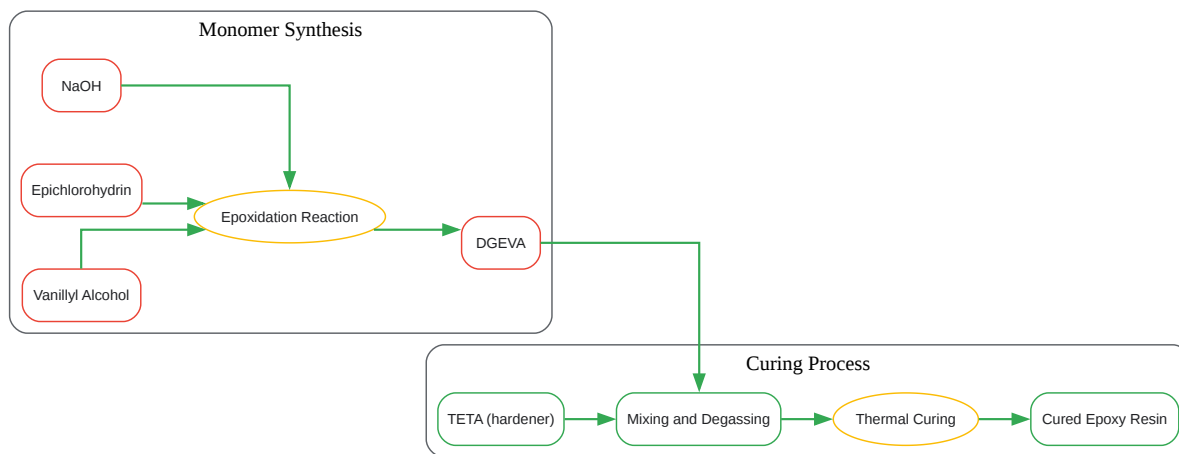 Monomer Synthesis
NaOH
Epichlorohydrin
Epoxidation Reaction
DGEVA
Vanillyl Alcohol
Curing Process
TETA (hardener)
Mixing and Degassing
Thermal Curing
Cured Epoxy Resin